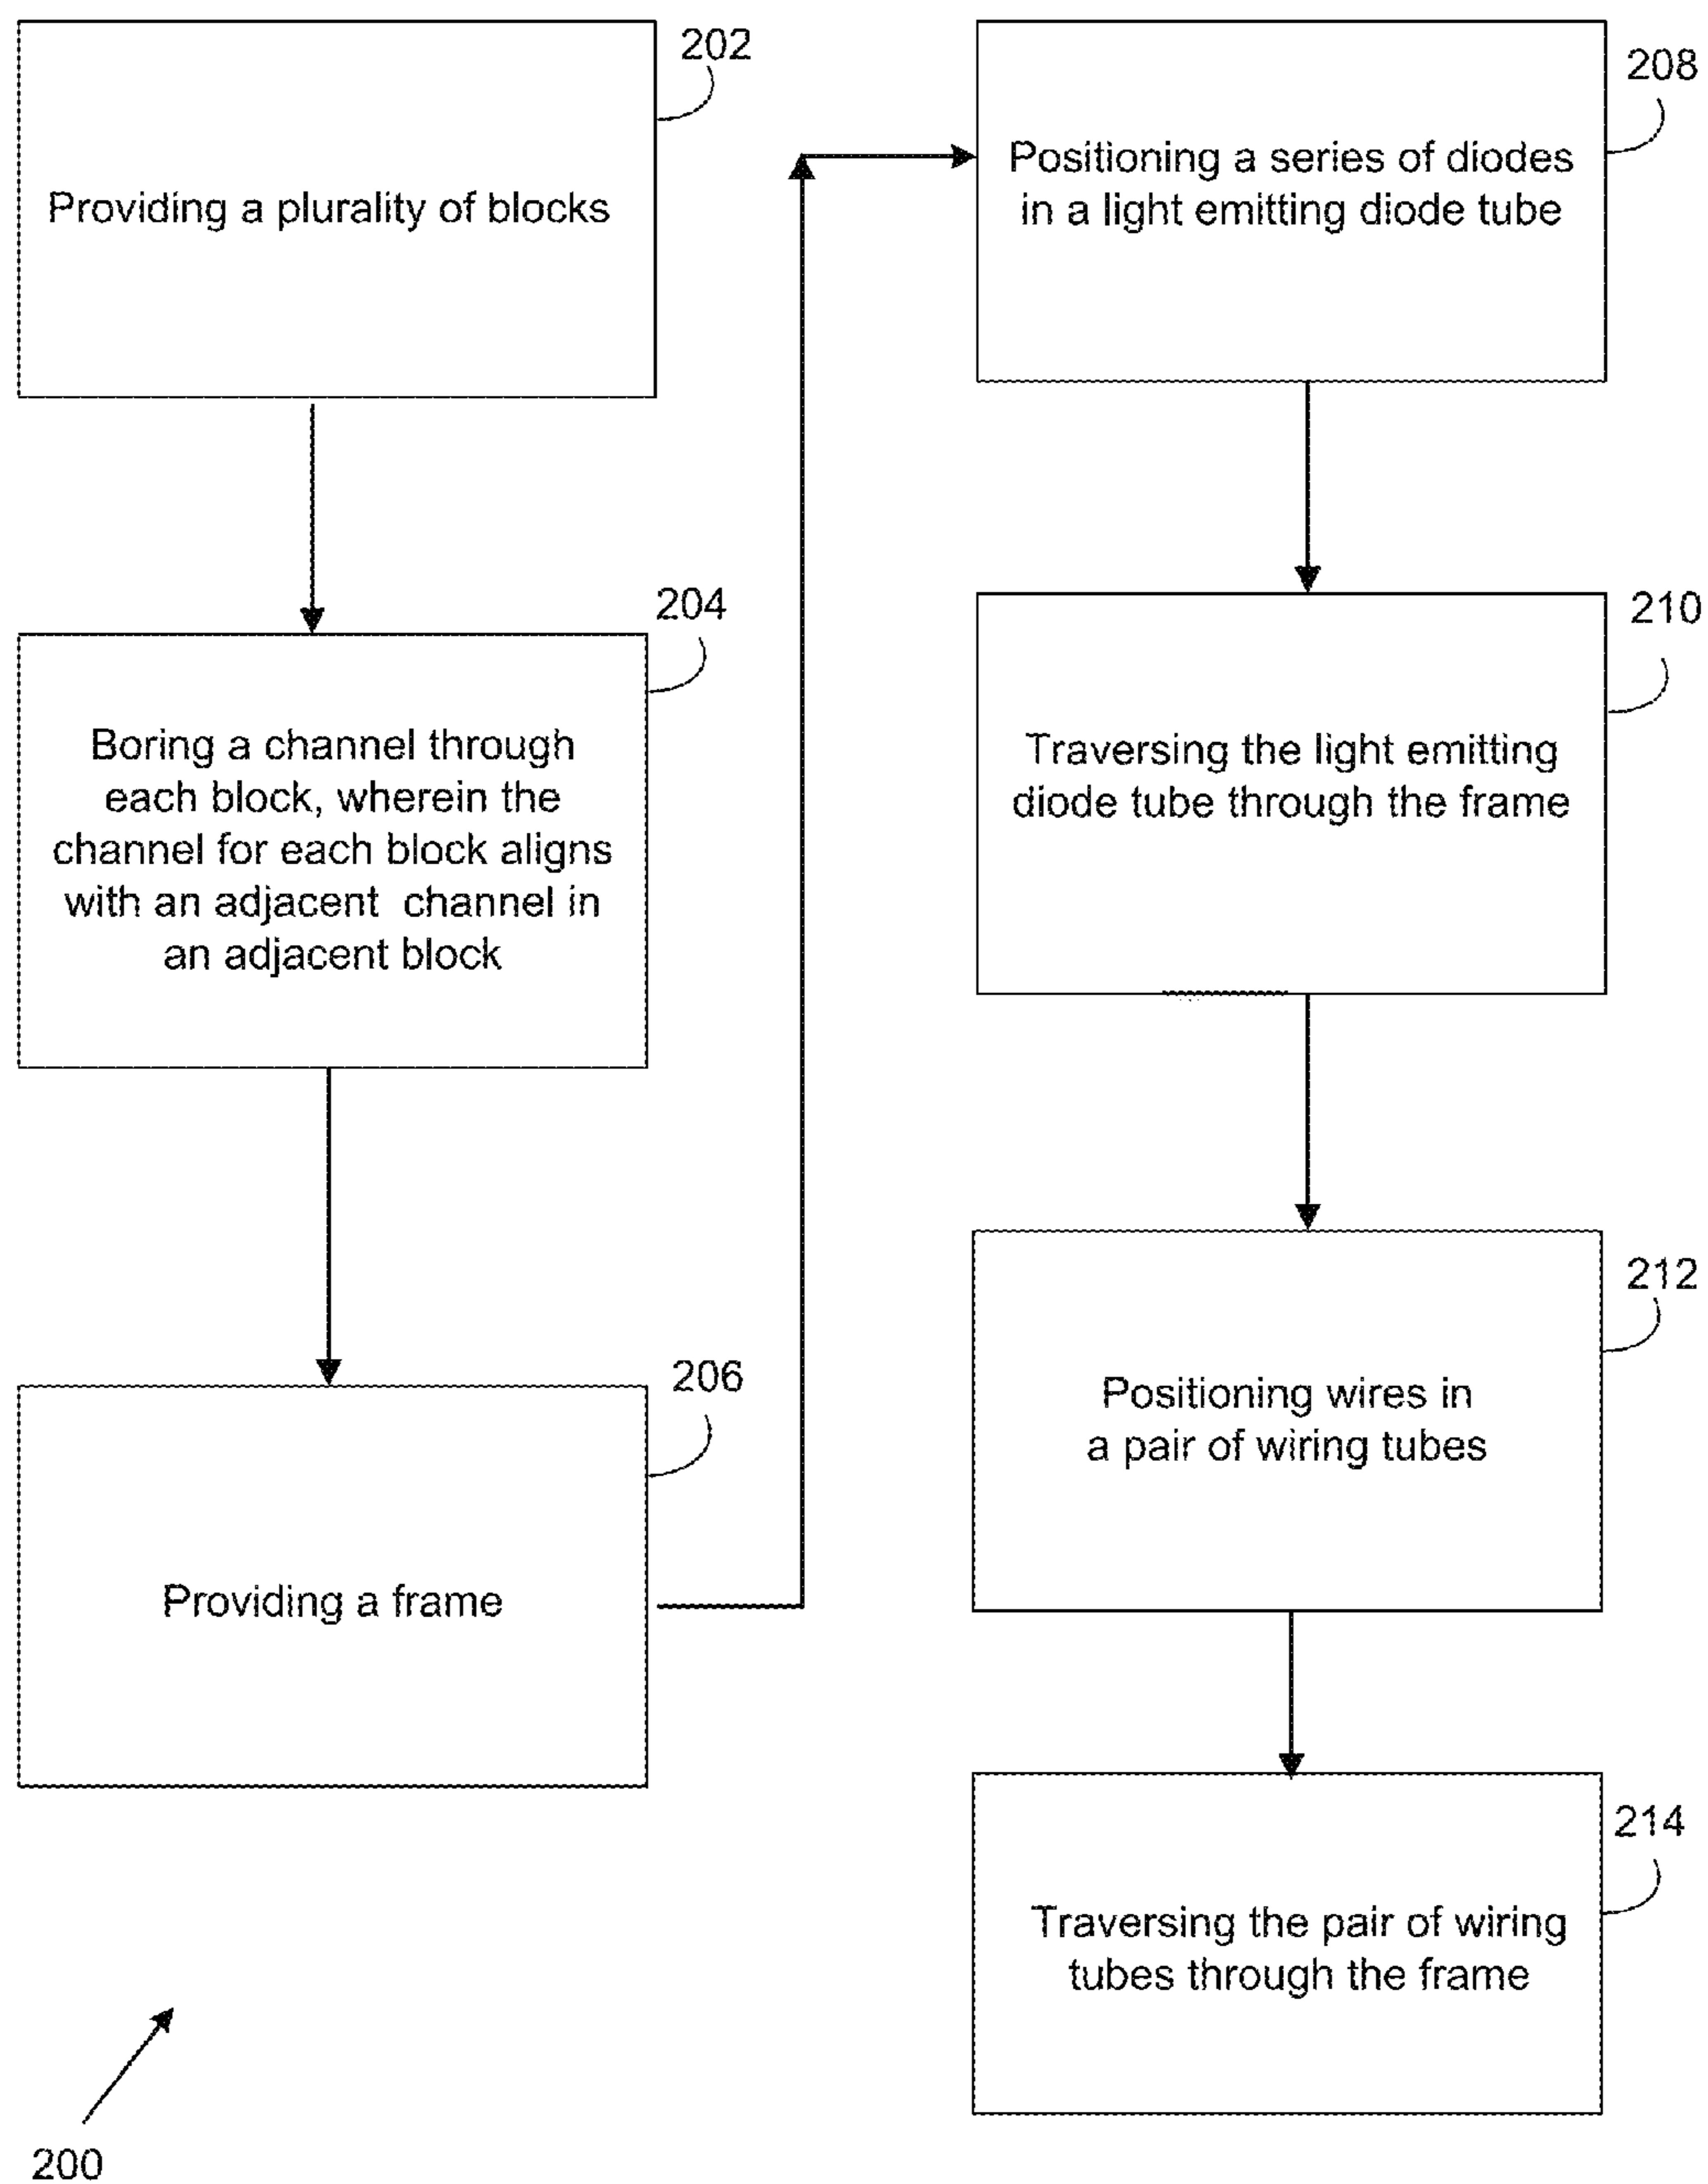 202
Providing a plurality of blocks
204
Boring a channel through
each block, wherein the
channel for each block aligns
with an adjacent channel in
an adjacent block
206
Providing a frame
208
Positioning a series of diodes
in a light emitting diode tube
210
Traversing the light emitting
diode tube through the frame
212
Positioning wires in
a pair of wiring tubes
214
Traversing the pair of wiring
tubes through the frame
200